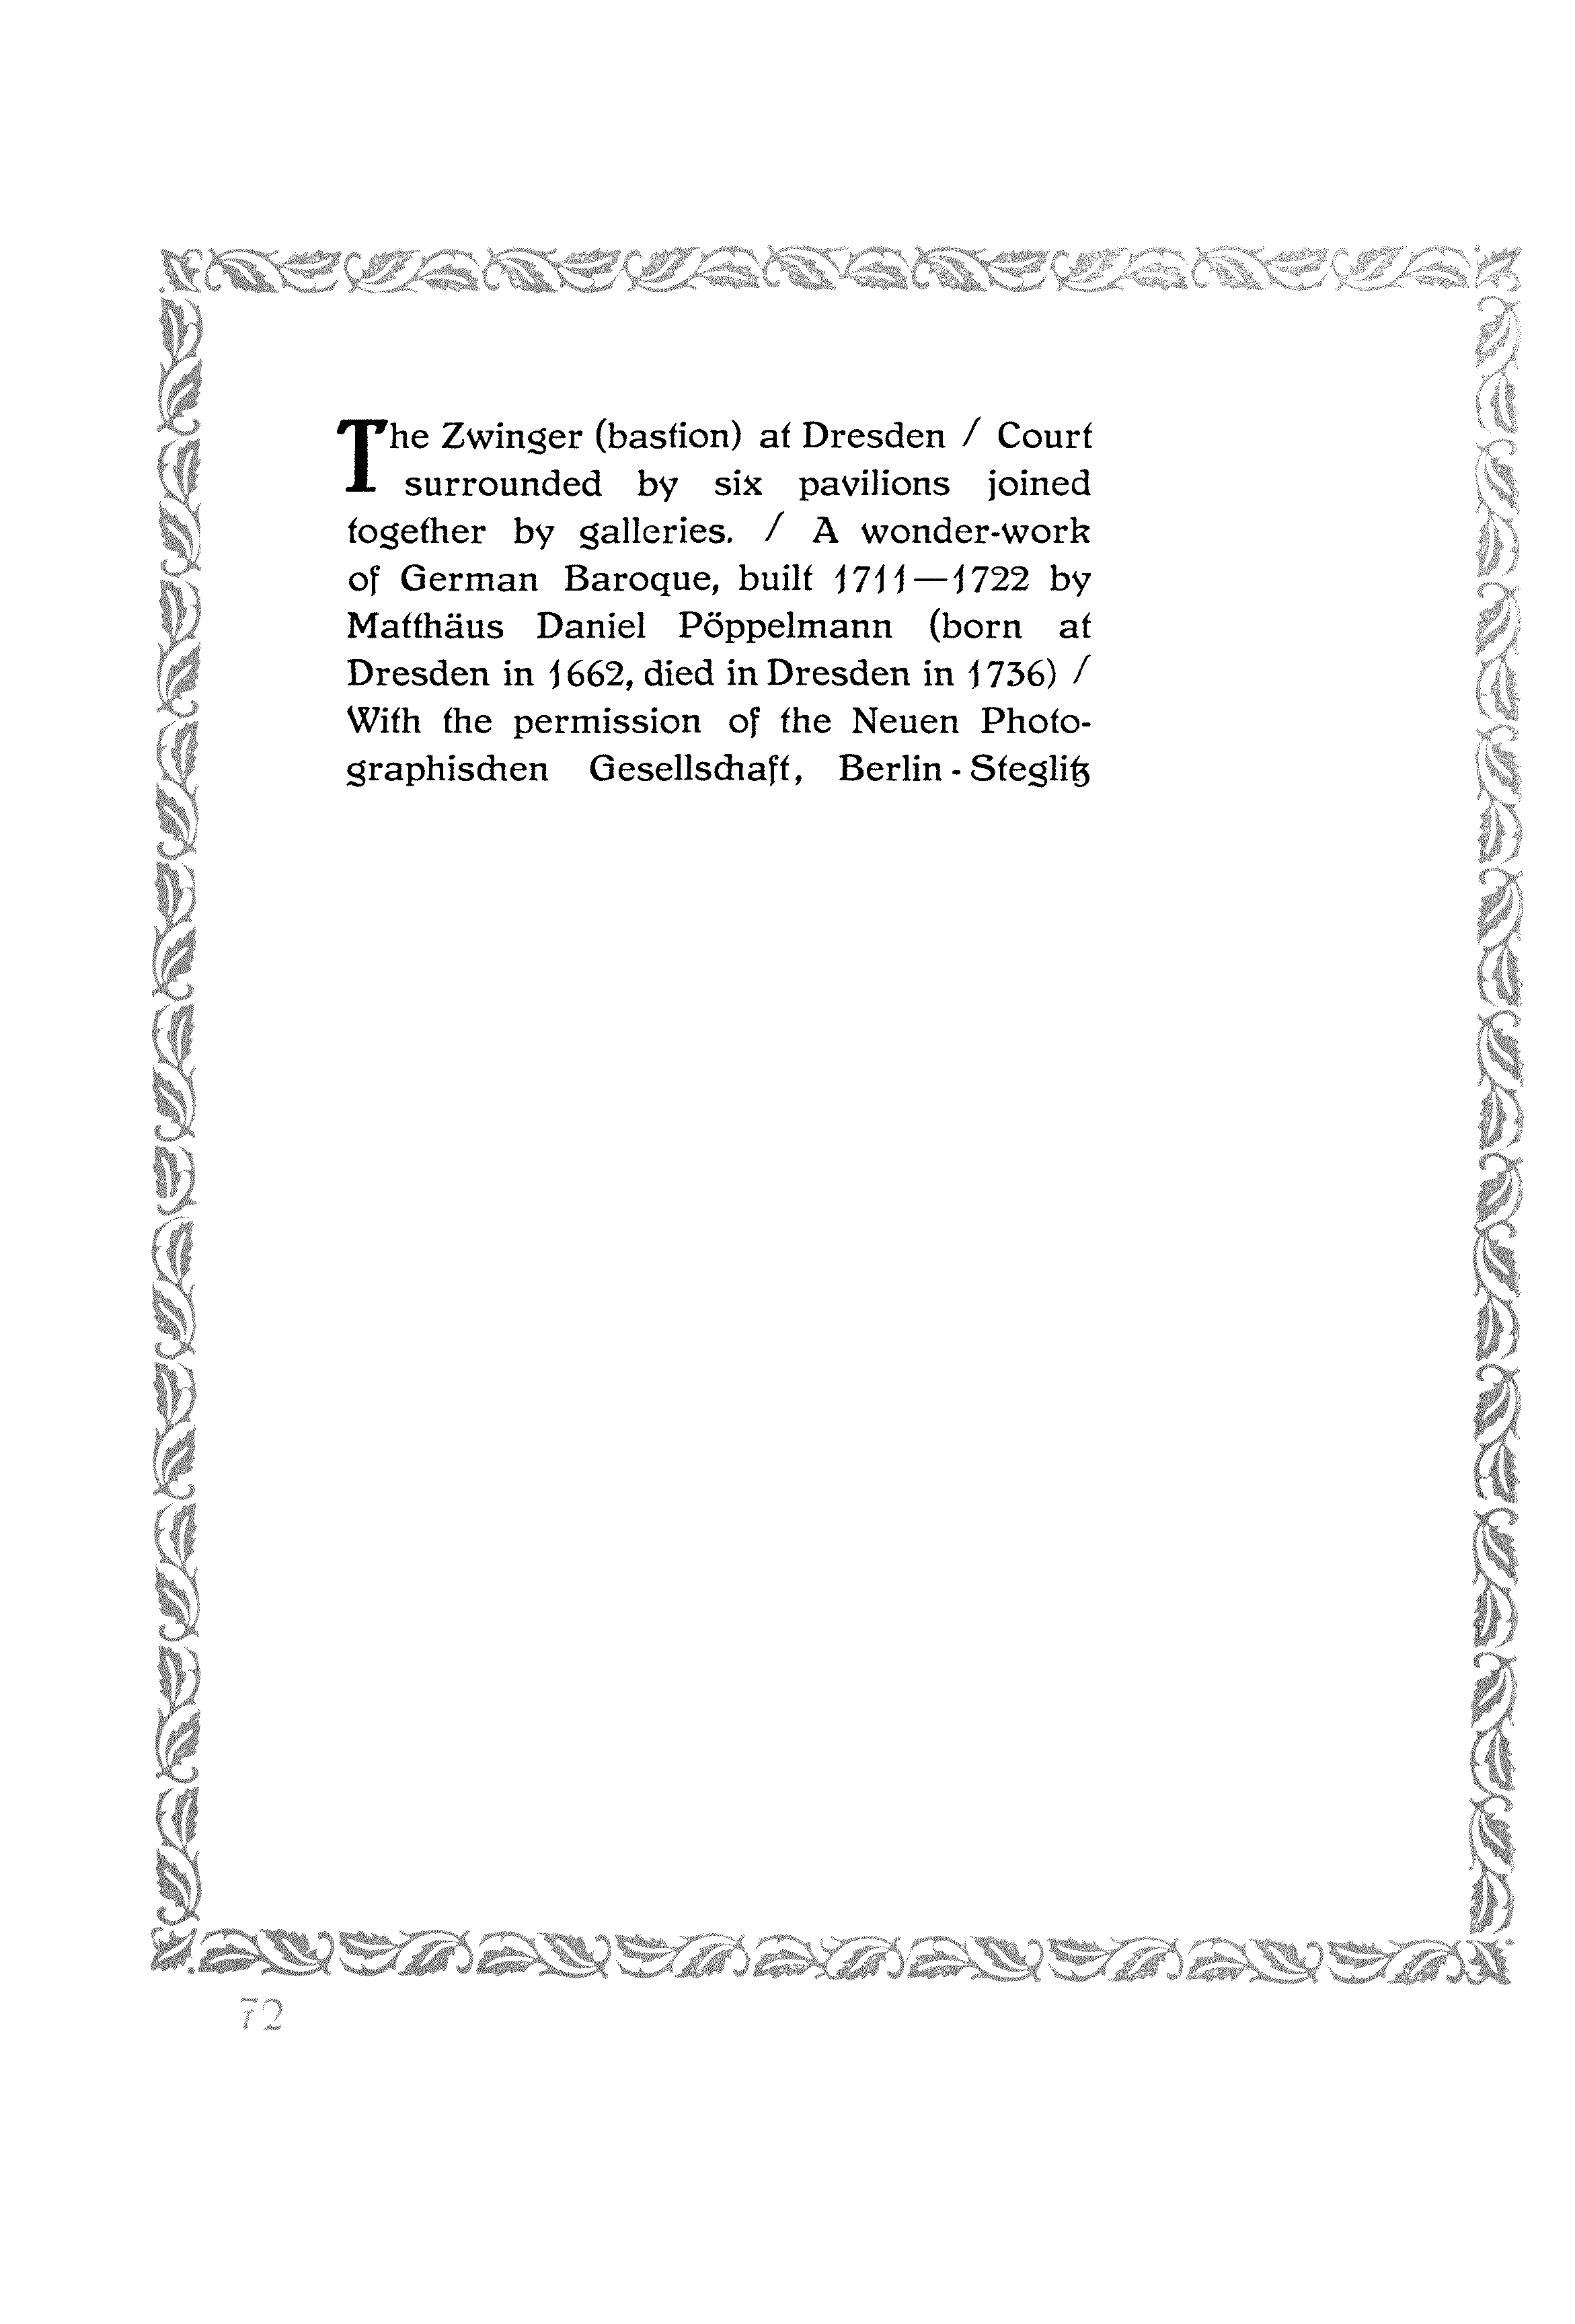 The Zwinger (bastion) at Dresden / Court
surrounded by six pavilions joined
together by galleries. / A wonder-work
of German Baroque, built 1711—1722 by
Matthäus Daniel Pöppelmann (born at
Dresden in 1662, died in Dresden in 1736) /
With the permission of the Neuen Photo-
graphischen Gesellschaft, Berlin - Steglitz
72